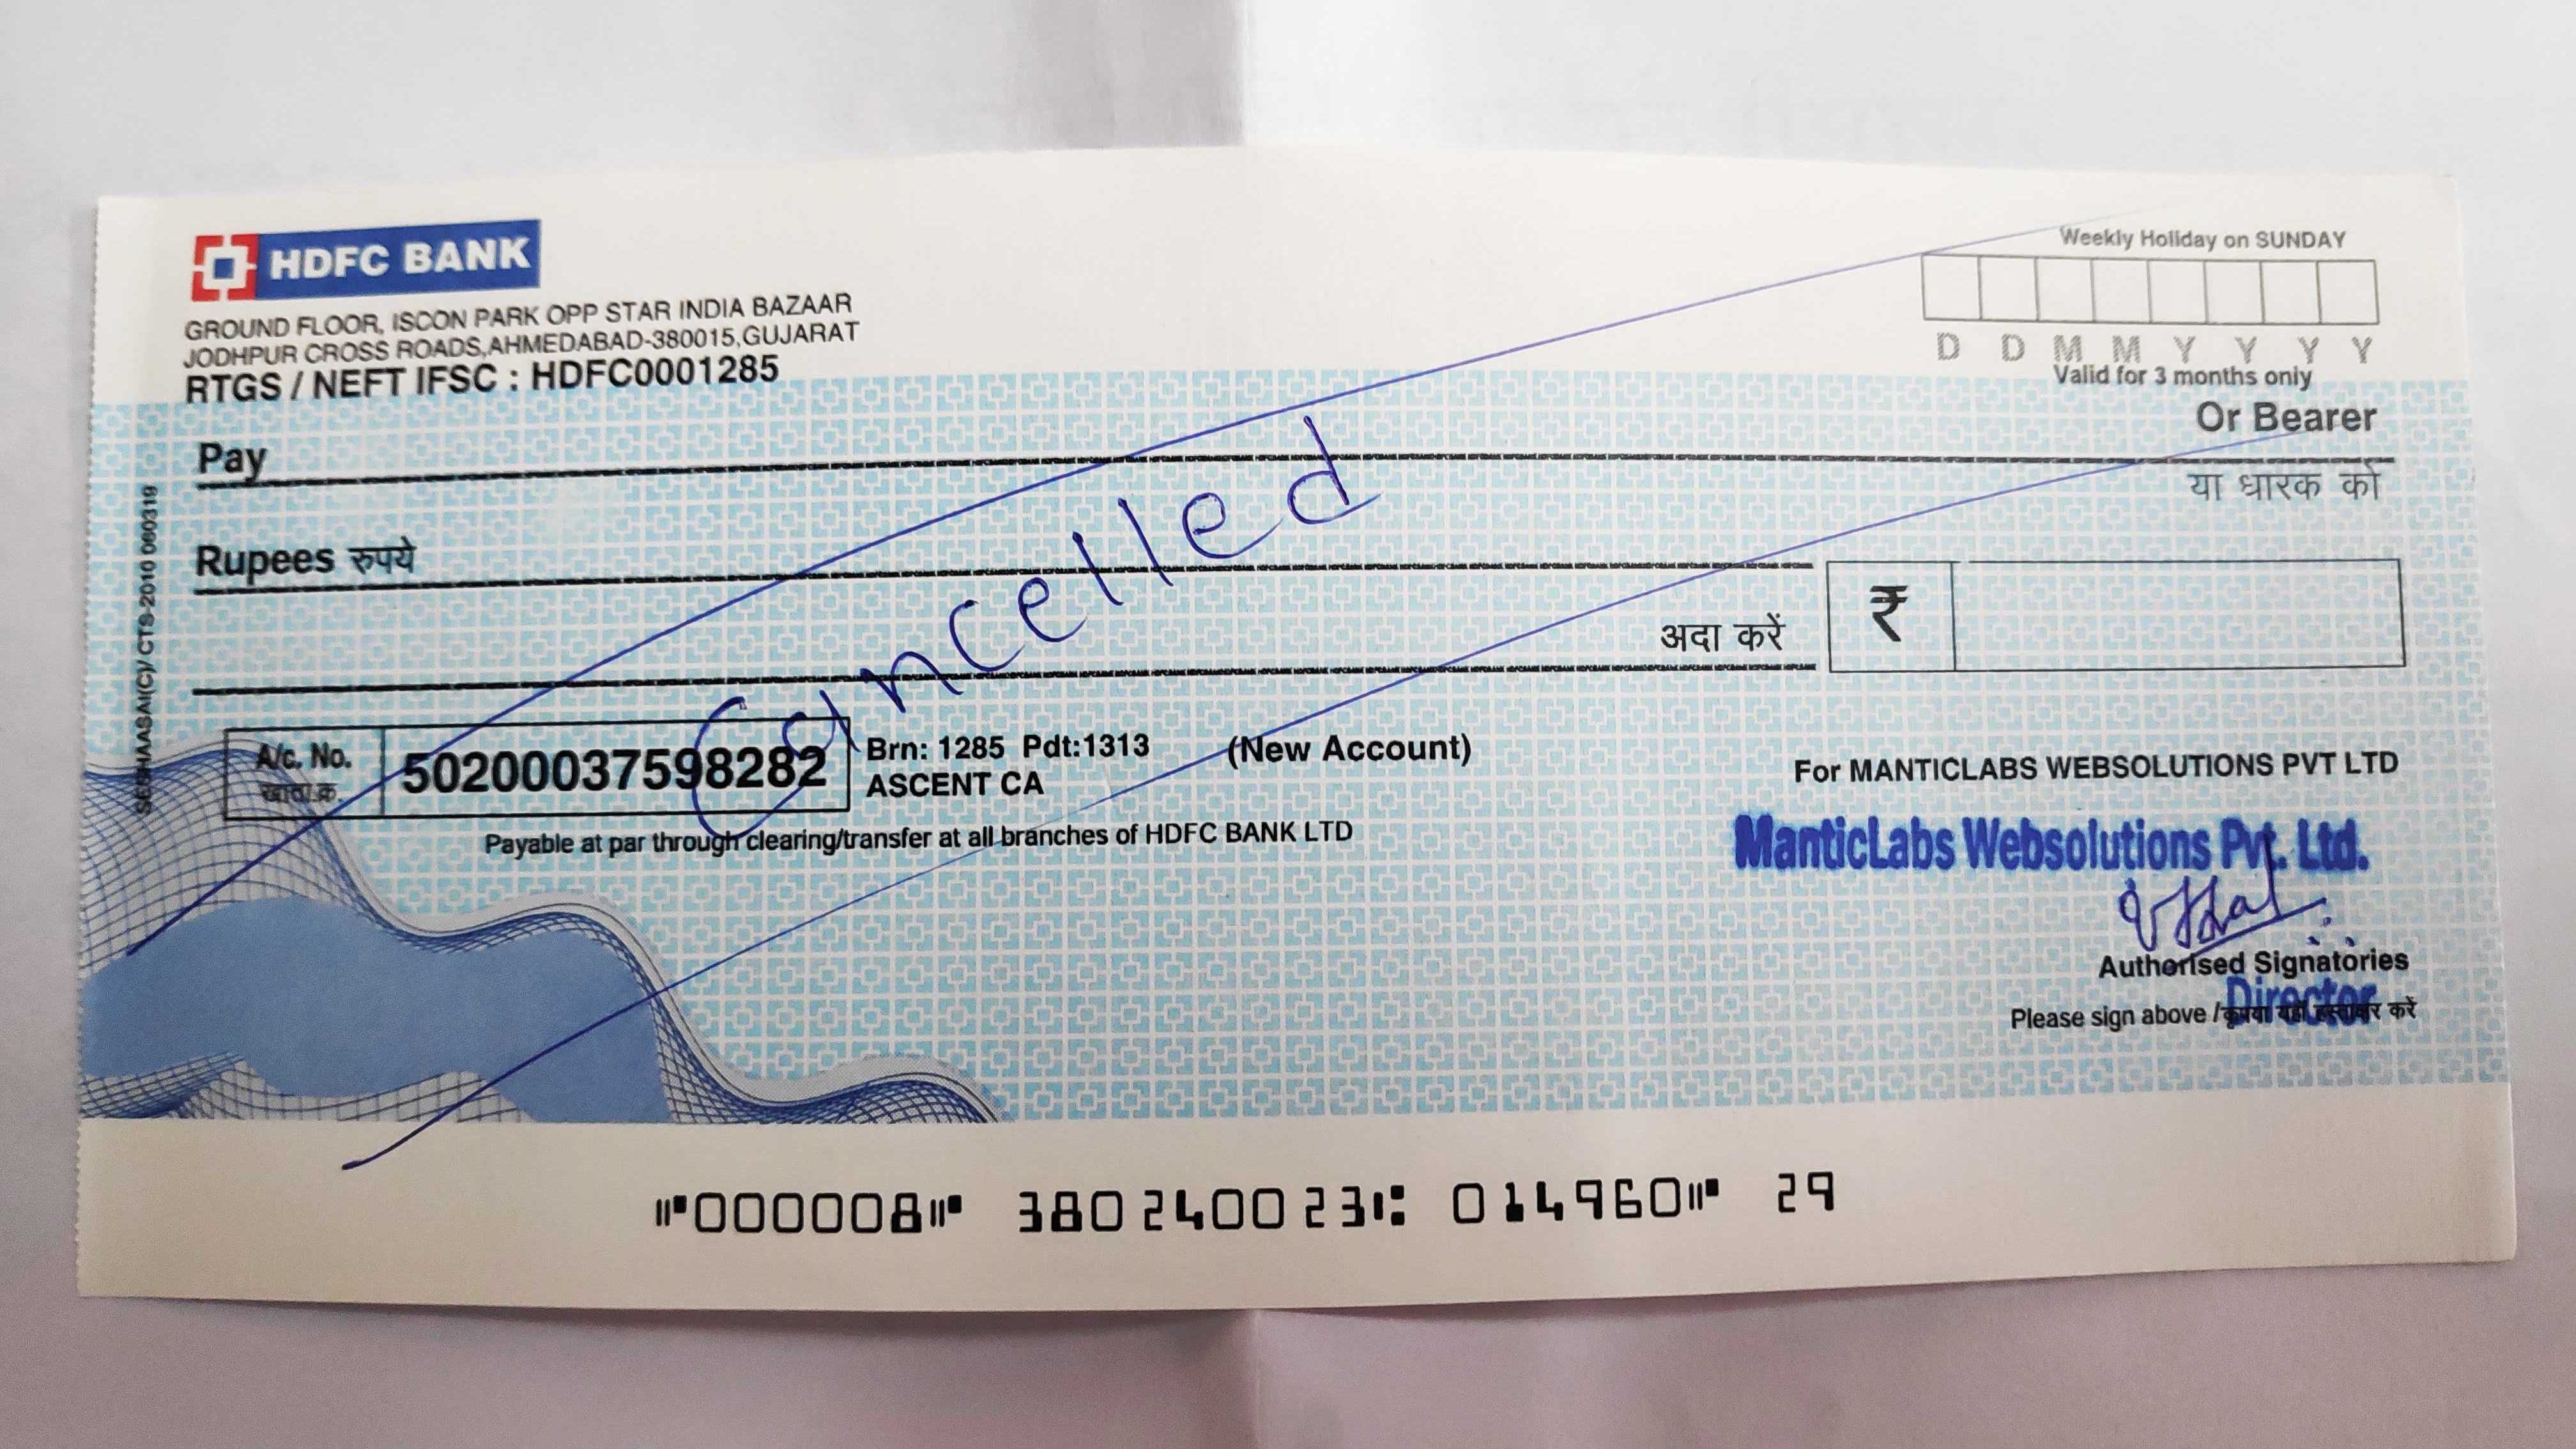 HDFC BANK
GROUND FLOOR, ISCON PARK OPP STAR INDIA BAZAAR
JODHPUR CROSS ROADS,AHMEDABAD-380015,GUJARAT
RTGS / NEFT IFSC : HDFC0001285
Weekly Holiday on SUNDAY
D D M M Y Y Y Y
Valid for 3 months only
Pay
Or Bearer
या धारक को
Rupees रुपये
अदा करें
₹
Cancelled
A/c. No.
खाता क्र.
50200037598282
Brn: 1285 Pdt:1313 (New Account)
ASCENT CA
Payable at par through clearing/transfer at all branches of HDFC BANK LTD
For MANTICLABS WEBSOLUTIONS PVT LTD
ManticLabs Websolutions Pvt. Ltd.
Authorised Signatories
Director
Please sign above / कृपया यहाँ हस्ताक्षर करें
CTS-2010 060319
000008 380240023 014960 29